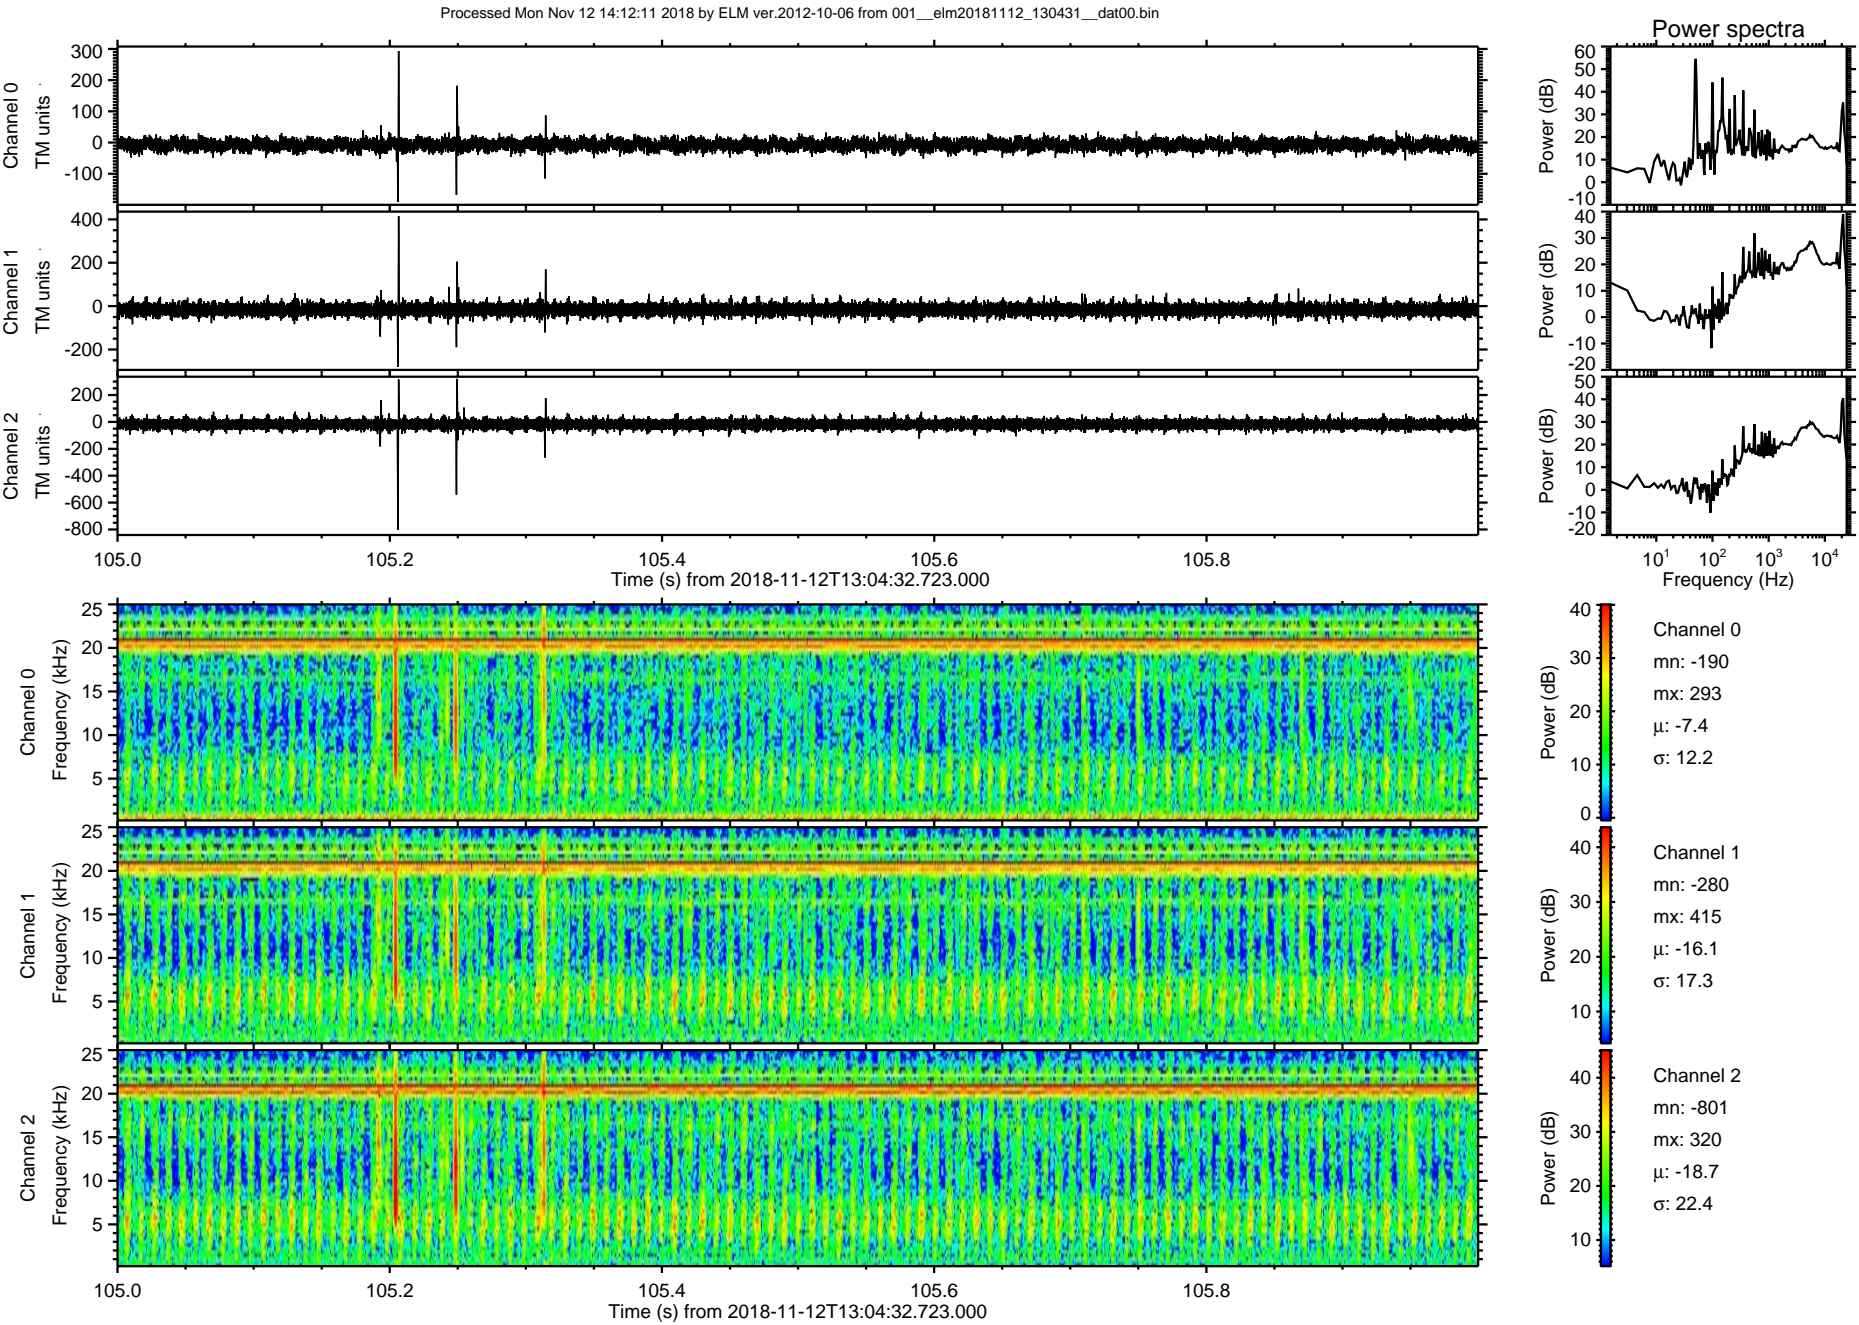 Processed Mon Nov 12 14:12:11 2018 by ELM ver.2012-10-06 from 001__elm20181112_130431__dat00.bin
Power spectra
Channel 0
TM units
300
200
100
0
-100
Power (dB)
60
50
40
30
20
10
0
-10
Channel 1
TM units
400
200
0
-200
Power (dB)
40
30
20
10
0
-10
-20
Channel 2
TM units
200
0
-200
-400
-600
-800
Power (dB)
50
40
30
20
10
0
-10
-20
105.0 105.2 105.4 105.6 105.8
Time (s) from 2018-11-12T13:04:32.723.000
10¹ 10² 10³ 10⁴
Frequency (Hz)
Channel 0
Frequency (kHz)
25
20
15
10
5
Power (dB)
40
30
20
10
0
Channel 0
mn: -190
mx: 293
μ: -7.4
σ: 12.2
Channel 1
Frequency (kHz)
25
20
15
10
5
Power (dB)
40
30
20
10
Channel 1
mn: -280
mx: 415
μ: -16.1
σ: 17.3
Channel 2
Frequency (kHz)
25
20
15
10
5
Power (dB)
40
30
20
10
Channel 2
mn: -801
mx: 320
μ: -18.7
σ: 22.4
105.0 105.2 105.4 105.6 105.8
Time (s) from 2018-11-12T13:04:32.723.000